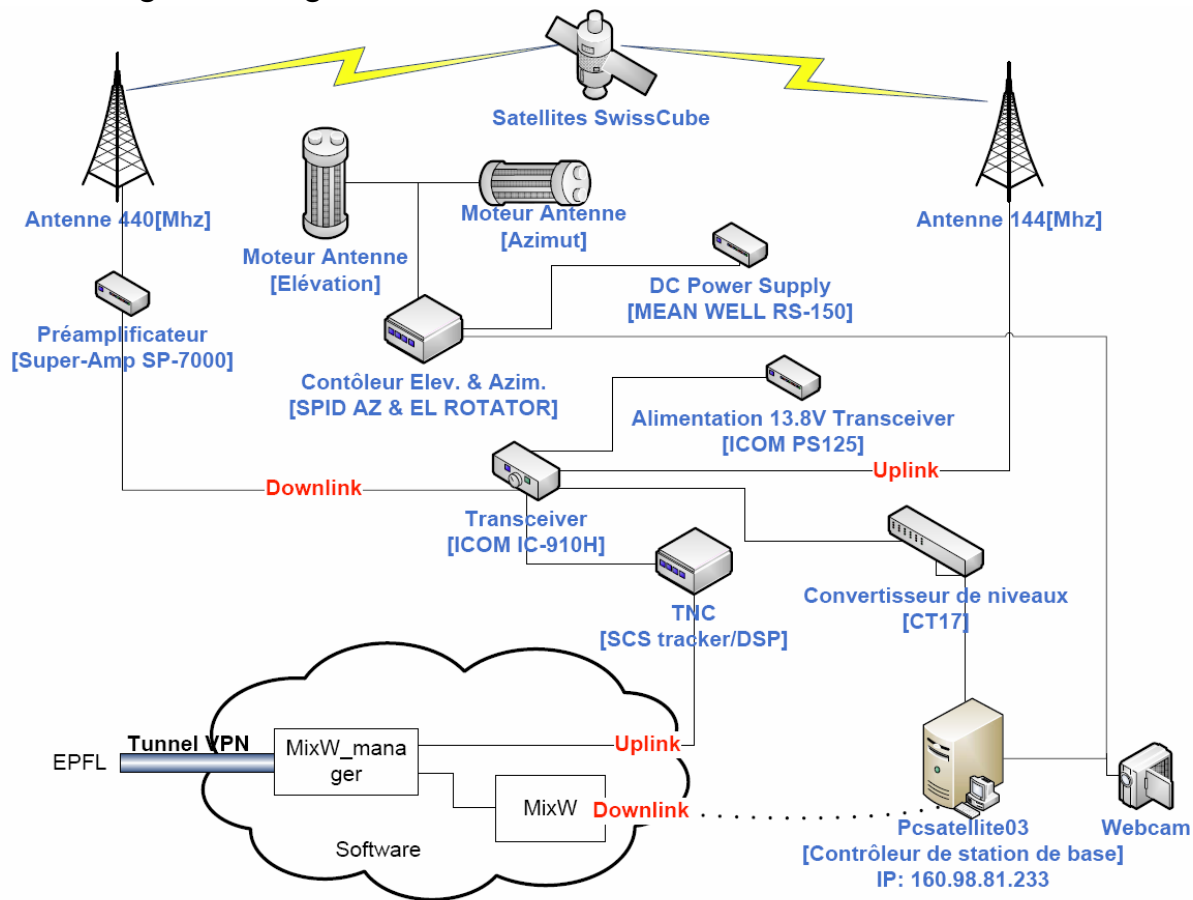 Satellites SwissCube
Antenne 440[Mhz]
Moteur Antenne
[Azimut]
Antenne 144[Mhz]
Moteur Antenne
[Elévation]
DC Power Supply
[MEAN WELL RS-150]
Préamplificateur
[Super-Amp SP-7000]
Contôleur Elev. & Azim.
[SPID AZ & EL ROTATOR]
Alimentation 13.8V Transceiver
[ICOM PS125]
Uplink
Downlink
Transceiver
[ICOM IC-910H]
Convertisseur de niveaux
[CT17]
TNC
[SCS tracker/DSP]
EPFL
Tunnel VPN
MixW_mana
ger
Uplink
MixW
Downlink
Software
Pcsatellite03
[Contrôleur de station de base]
IP: 160.98.81.233
Webcam